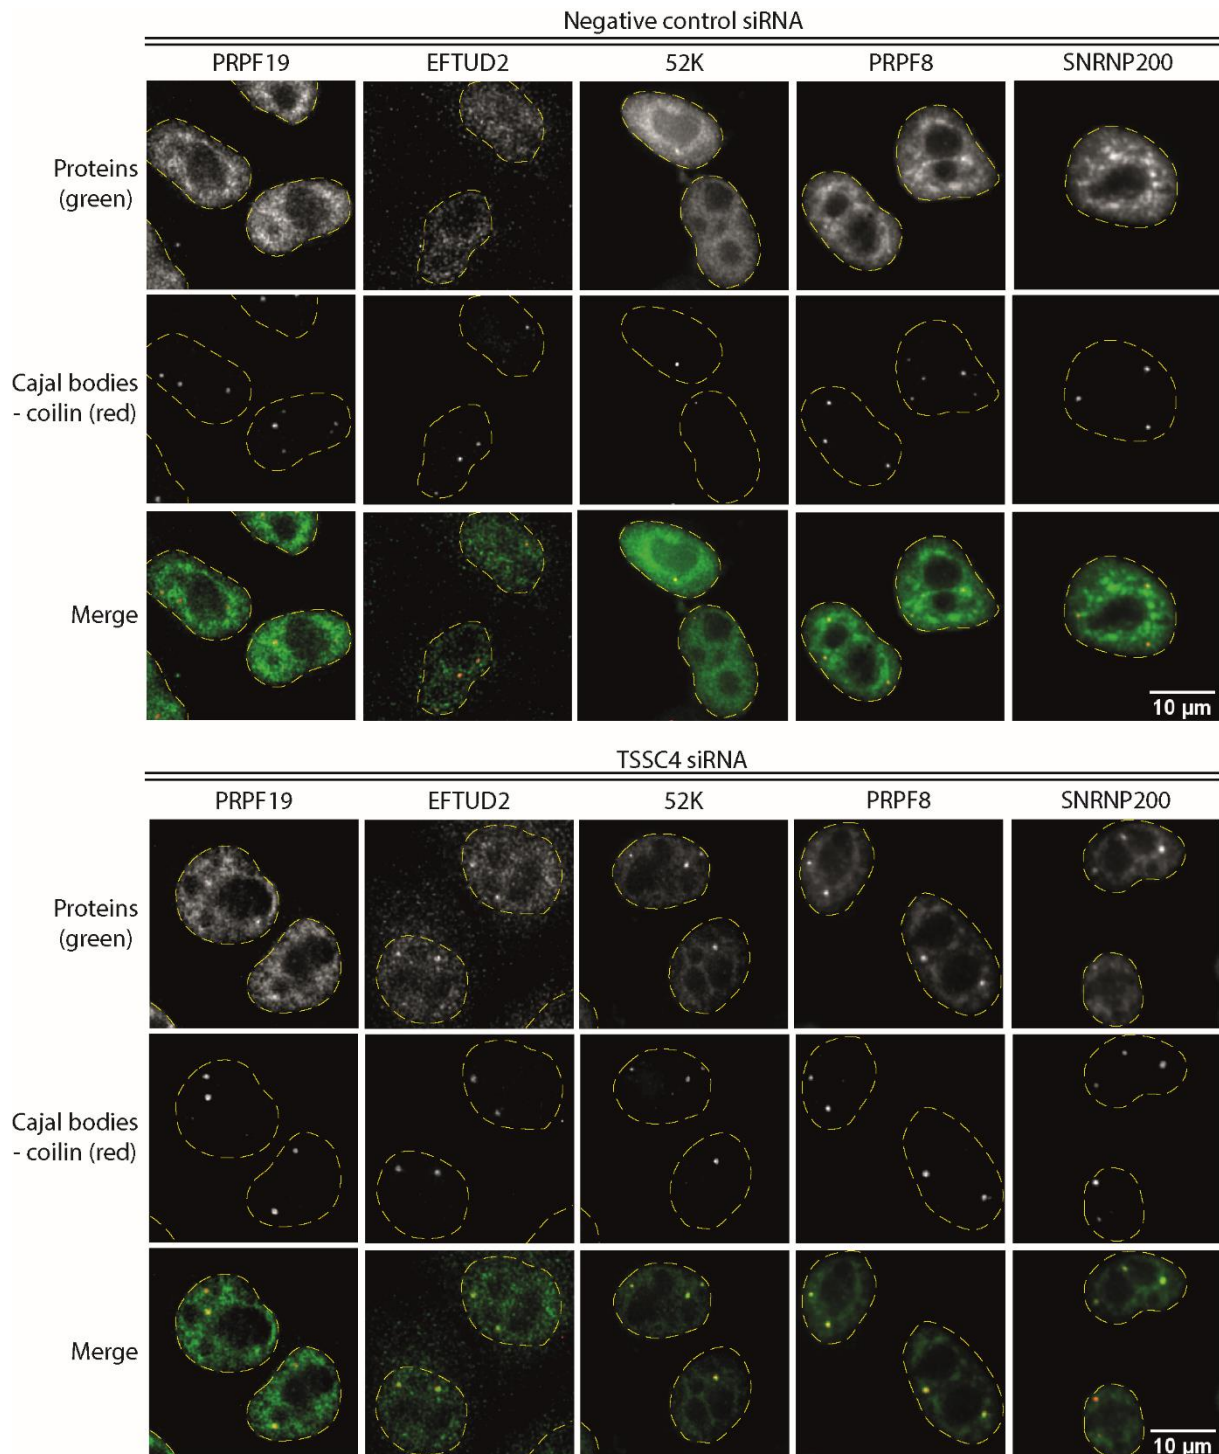 Negative control siRNA
PRPF19 EFTUD2 52K PRPF8 SNRNP200
Proteins
(green)
Cajal bodies
- coilin (red)
Merge
10 µm
TSSC4 siRNA
PRPF19 EFTUD2 52K PRPF8 SNRNP200
Proteins
(green)
Cajal bodies
- coilin (red)
Merge
10 µm